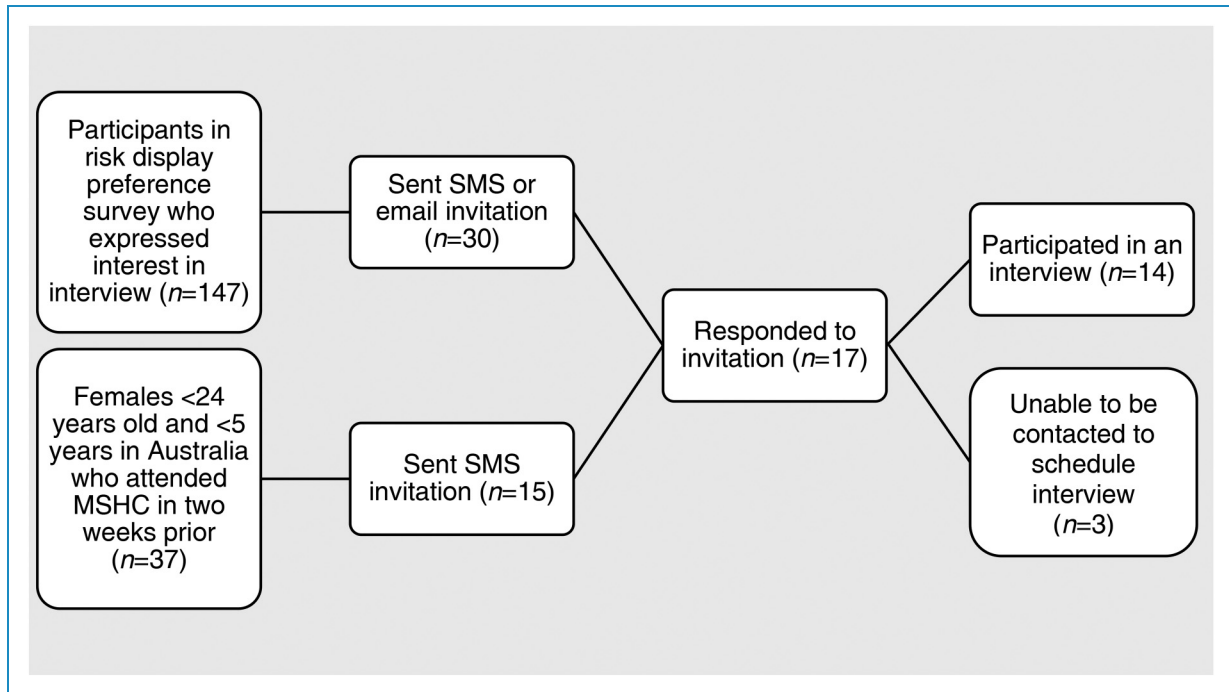 Participants in
risk display
preference
survey who
expressed
interest in
interview (n=147)
Females <24
years old and <5
years in Australia
who attended
MSHC in two
weeks prior
(n=37)
Sent SMS or
email invitation
(n=30)
Sent SMS
invitation (n=15)
Responded to
invitation (n=17)
Participated in an
interview (n=14)
Unable to be
contacted to
schedule
interview
(n=3)